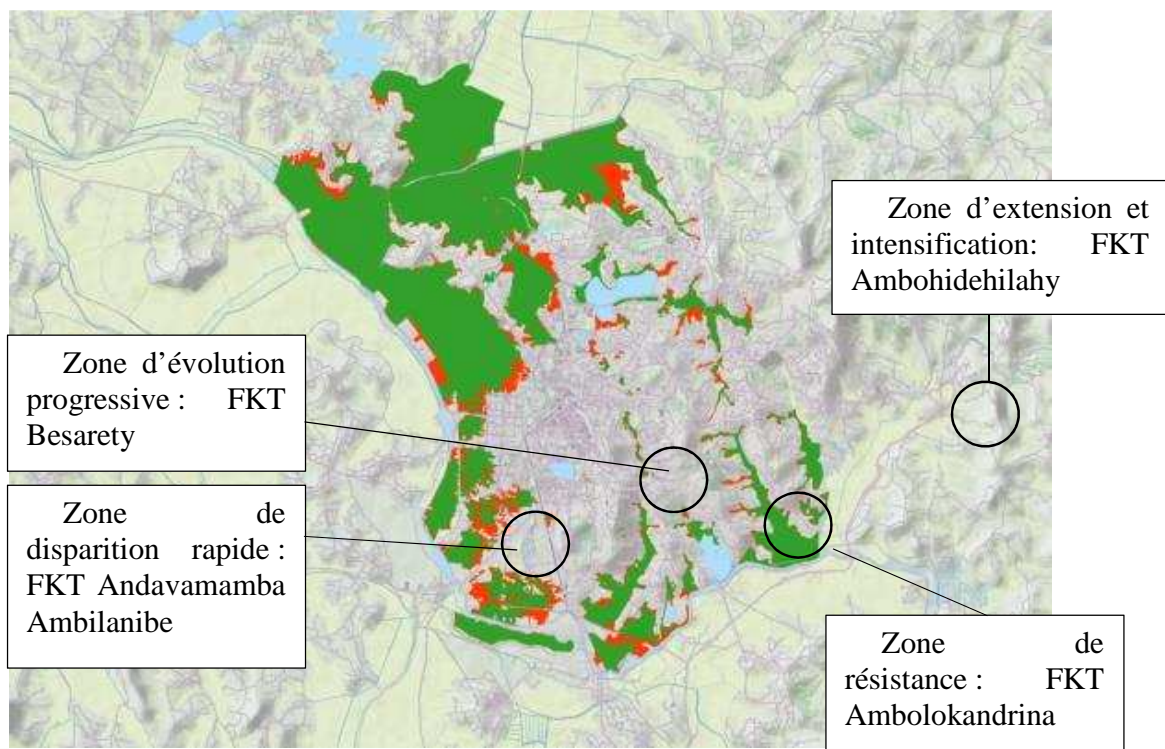 Zone d’extension et
intensification: FKT
Ambohidehilahy
Zone d’évolution
progressive : FKT
Besarety
Zone de
disparition rapide :
FKT Andavamamba
Ambilanibe
Zone de
résistance : FKT
Ambolokandrina